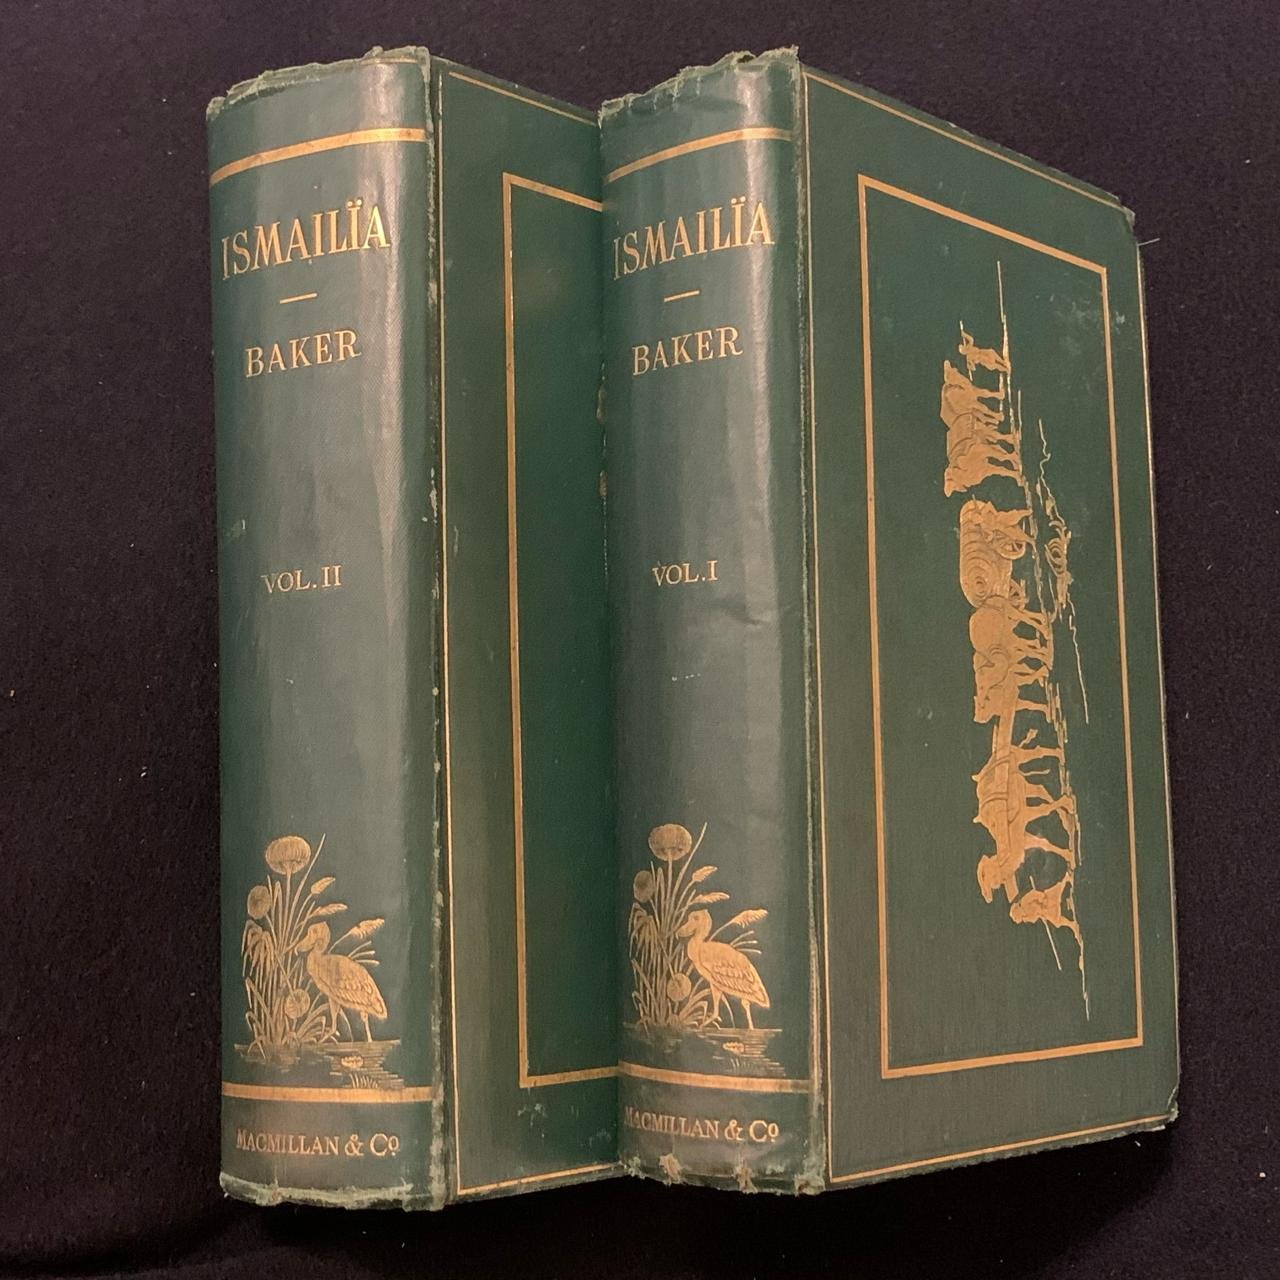 ISMAILÏA
BAKER
VOL. II
MACMILLAN & Cº
ISMAILÏA
BAKER
VOL. I
MACMILLAN & Cº